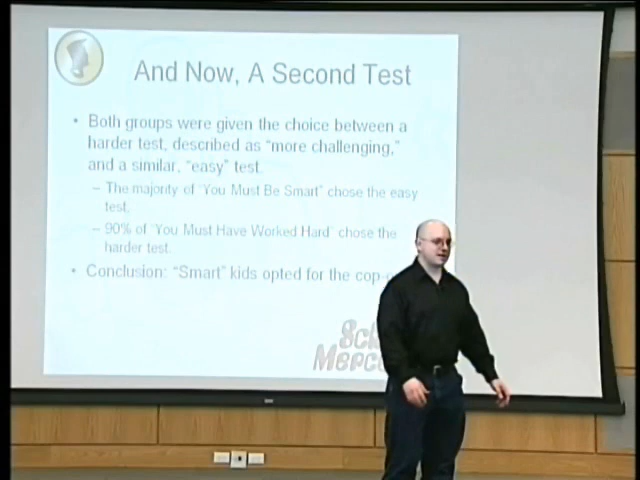 And Now, A Second Test
• Both groups were given the choice between a
harder test, described as "more challenging,"
and a similar, "easy" test.
– The majority of "You Must Be Smart" chose the easy
test.
– 90% of "You Must Have Worked Hard" chose the
harder test.
• Conclusion: "Smart" kids opted for the